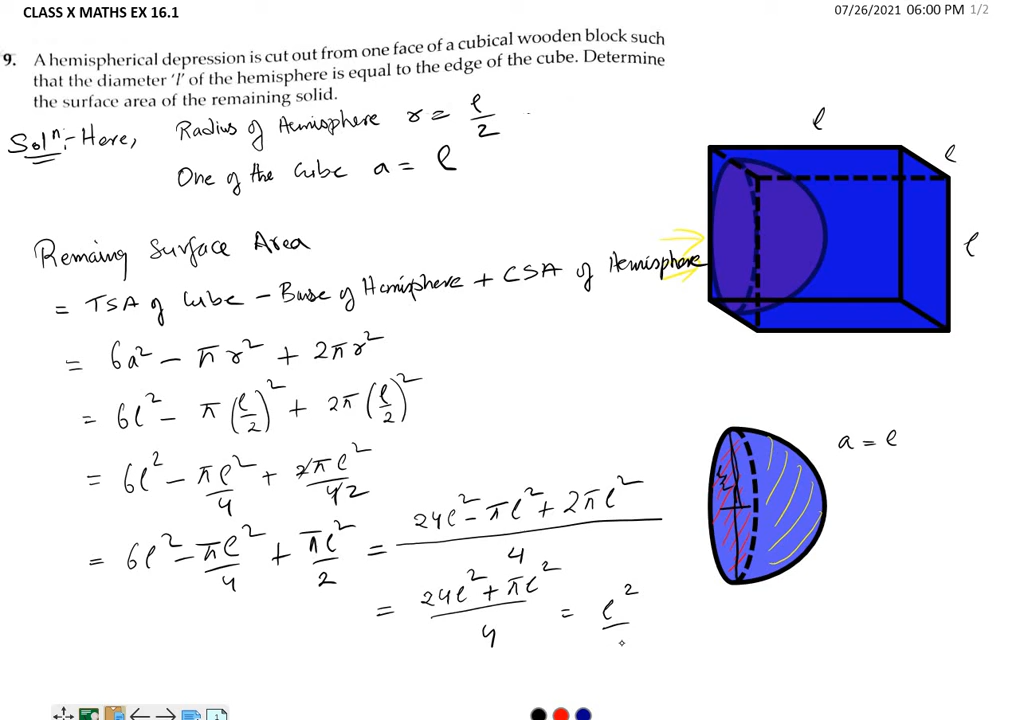 CLASS X MATHS EX 16.1
07/26/2021 06:00 PM 1/2
9. A hemispherical depression is cut out from one face of a cubical wooden block such
that the diameter 'l' of the hemisphere is equal to the edge of the cube. Determine
the surface area of the remaining solid.
Solⁿ:- Here, Radius of Hemisphere r = l/2
One of the Cube a = l
l
l
l
Remaing Surface Area
= TSA of Cube - Base of Hemisphere + CSA of Hemisphere
= 6a² - πr² + 2πr²
= 6l² - π(l/2)² + 2π(l/2)²
a = l
= 6l² - πl²/4 + 2πl²/42
= 6l² - πl²/4 + πl²/2 = 24l² - πl² + 2πl²/4
= 24l² + πl²/4 = l²
1